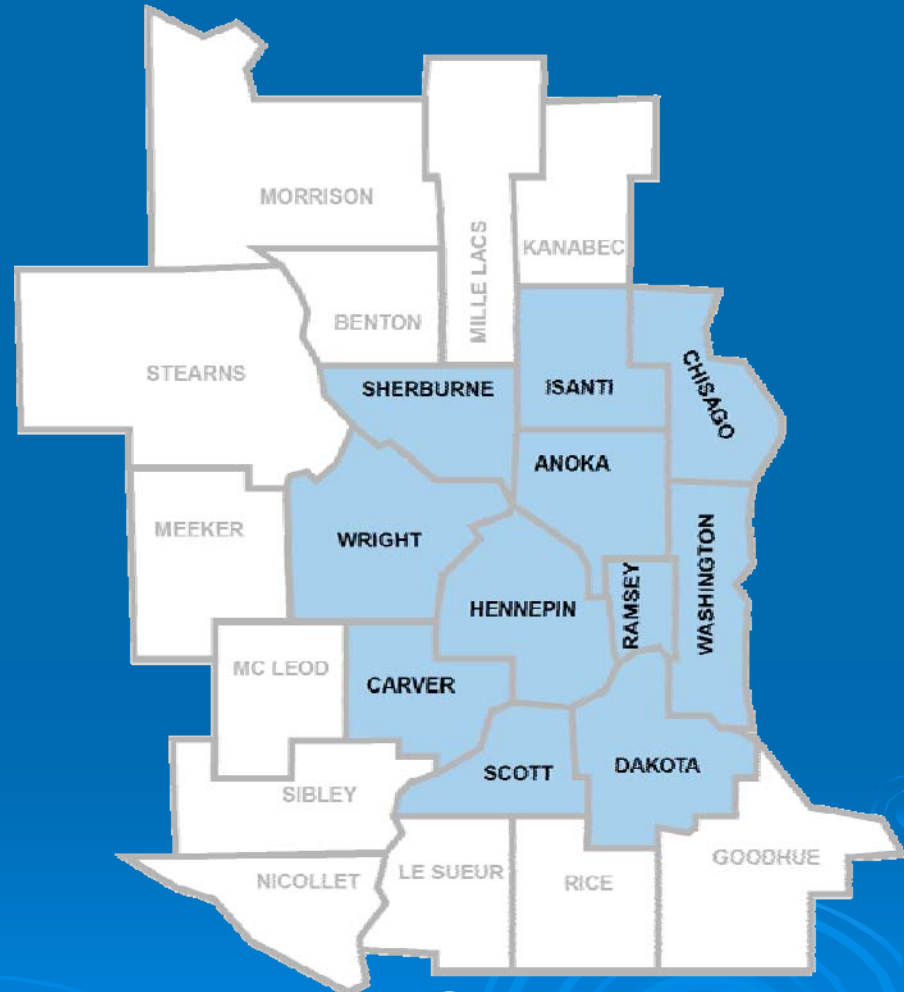 MORRISON
MILLE LACS
KANABEC
BENTON
STEARNS
SHERBURNE
ISANTI
CHISAGO
ANOKA
MEEKER
WRIGHT
WASHINGTON
RAMSEY
HENNEPIN
MC LEOD
CARVER
SCOTT
DAKOTA
SIBLEY
GOODHUE
NICOLLET
LE SUEUR
RICE